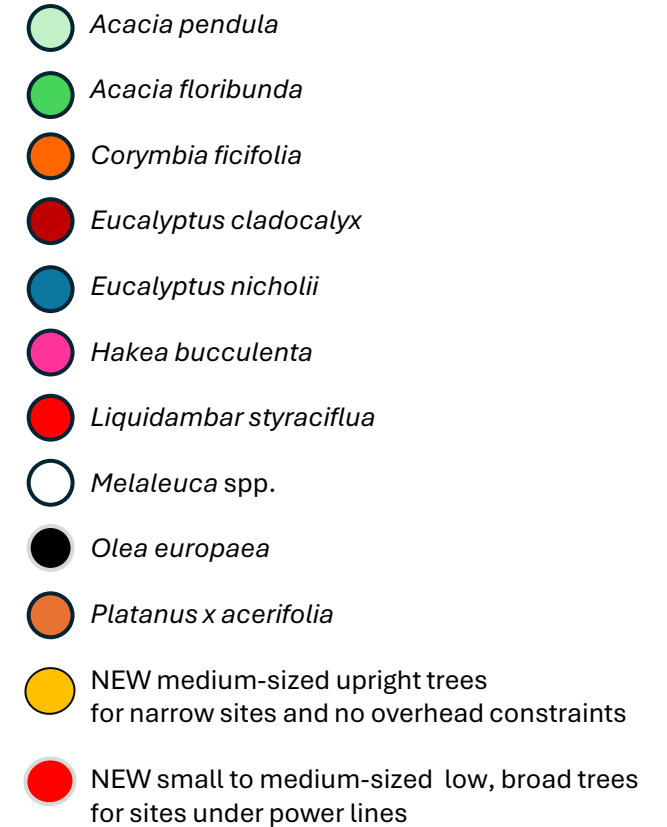 Acacia pendula
Acacia floribunda
Corymbia ficifolia
Eucalyptus cladocalyx
Eucalyptus nicholii
Hakea bucculenta
Liquidambar styraciflua
Melaleuca spp.
Olea europaea
Platanus x acerifolia
NEW medium-sized upright trees
for narrow sites and no overhead constraints
NEW small to medium-sized low, broad trees
for sites under power lines